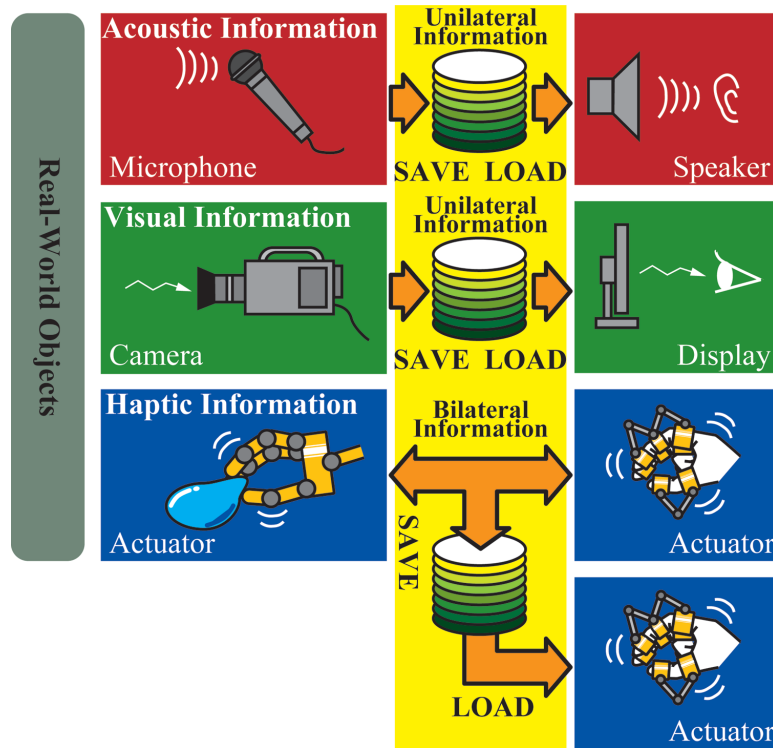 Real-World Objects
Acoustic Information
Microphone
Unilateral
Information
SAVE LOAD
Speaker
Visual Information
Camera
Unilateral
Information
SAVE LOAD
Display
Haptic Information
Actuator
Bilateral
Information
SAVE
Actuator
LOAD
Actuator